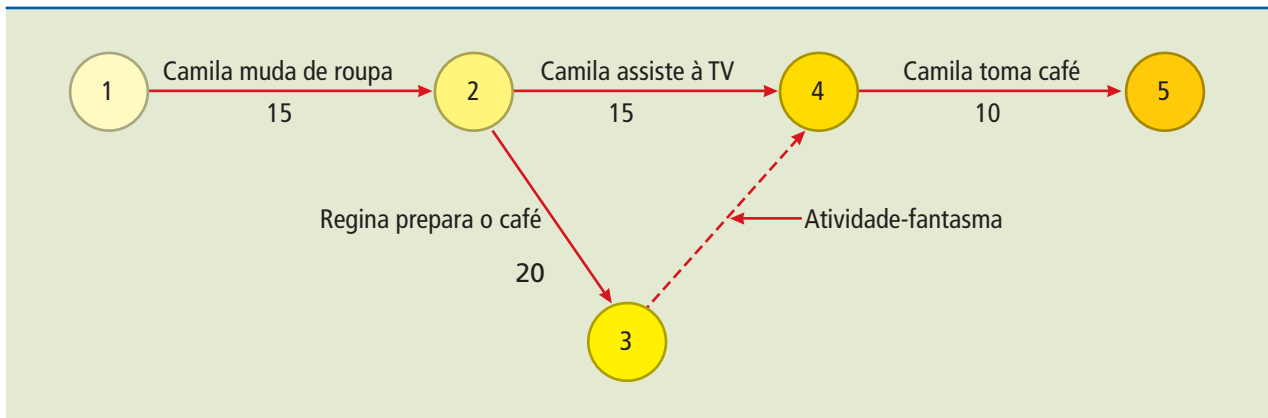 Camila muda de roupa
Camila assiste à TV
Camila toma café
1
2
4
5
15
15
10
Regina prepara o café
Atividade-fantasma
20
3